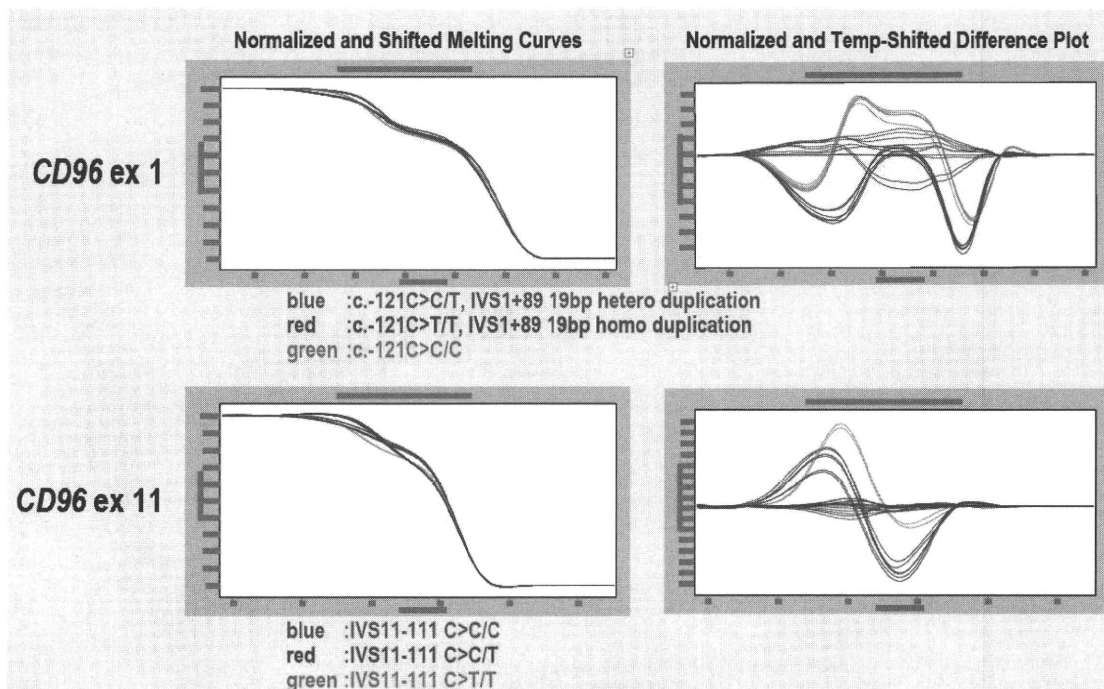 Normalized and Shifted Melting Curves
Normalized and Temp-Shifted Difference Plot
CD96 ex 1
blue :c.-121C>C/T, IVS1+89 19bp hetero duplication
red :c.-121C>T/T, IVS1+89 19bp homo duplication
green :c.-121C>C/C
CD96 ex 11
blue :IVS11-111 C>C/C
red :IVS11-111 C>C/T
green :IVS11-111 C>T/T